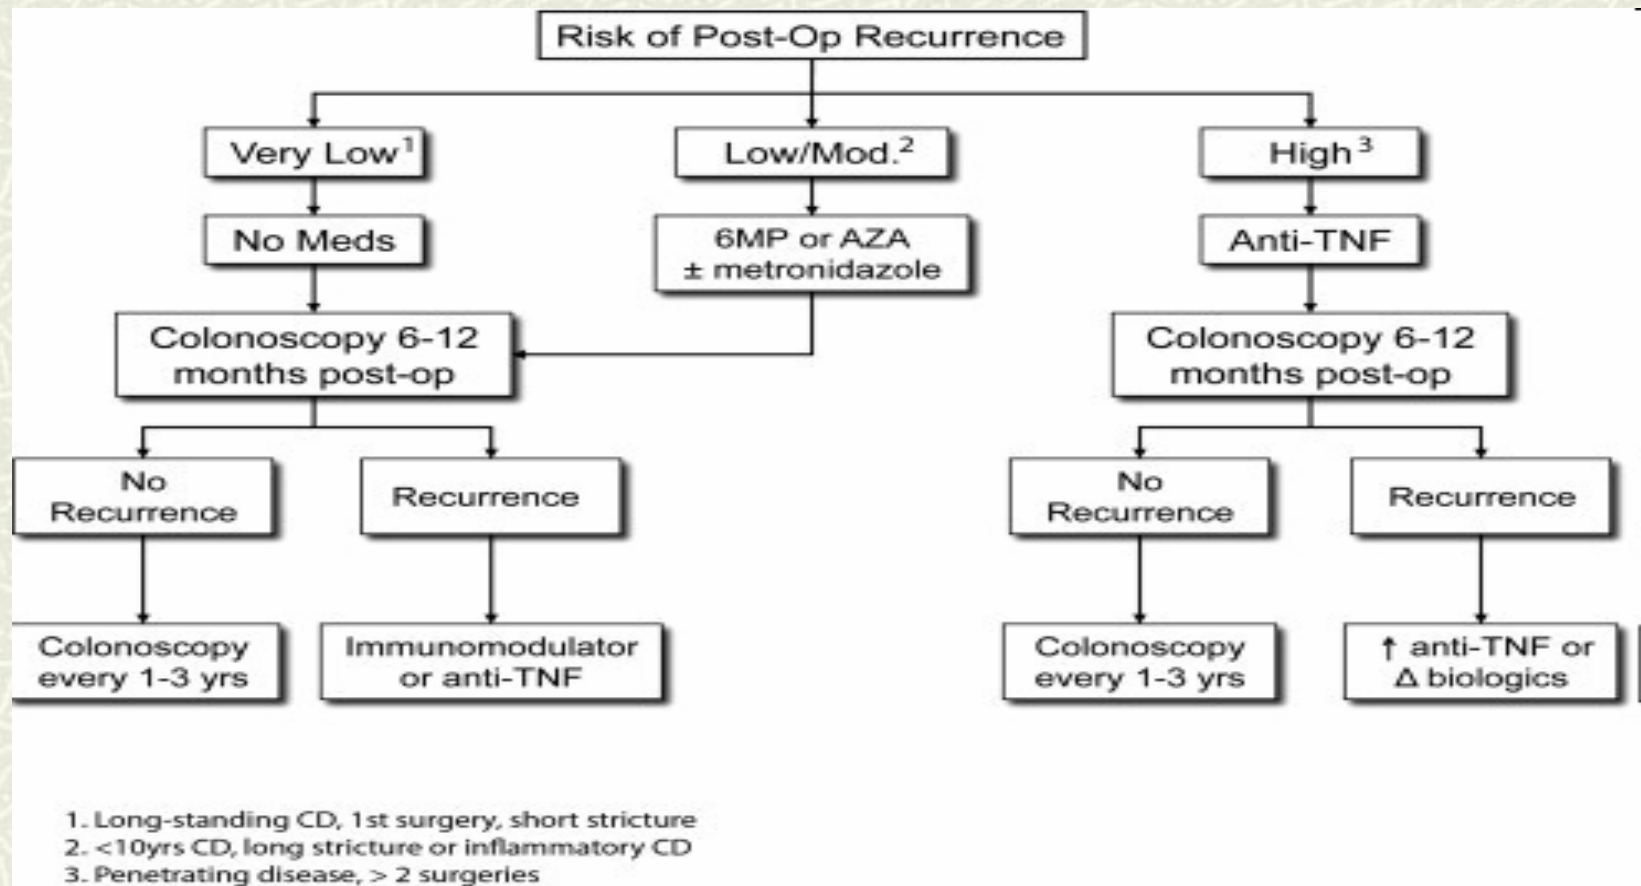 Risk of Post-Op Recurrence
Very Low1
Low/Mod.2
High3
No Meds
6MP or AZA
± metronidazole
Anti-TNF
Colonoscopy 6-12
months post-op
Colonoscopy 6-12
months post-op
No
Recurrence
Recurrence
No
Recurrence
Recurrence
Colonoscopy
every 1-3 yrs
Immunomodulator
or anti-TNF
Colonoscopy
every 1-3 yrs
↑ anti-TNF or
Δ biologics
1. Long-standing CD, 1st surgery, short stricture
2. <10yrs CD, long stricture or inflammatory CD
3. Penetrating disease, > 2 surgeries